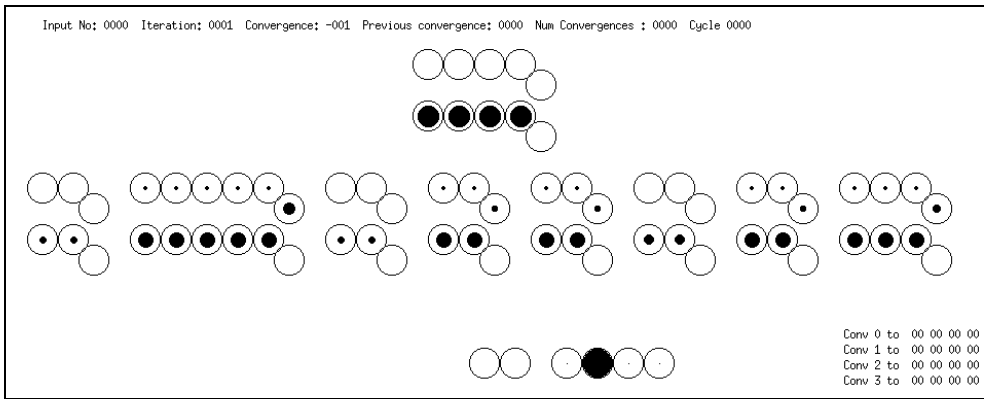 Input No: 0000 Iteration: 0001 Convergence: -001 Previous convergence: 0000 Num Convergences : 0000 Cycle 0000
Conv 0 to 00 00 00 00
Conv 1 to 00 00 00 00
Conv 2 to 00 00 00 00
Conv 3 to 00 00 00 00